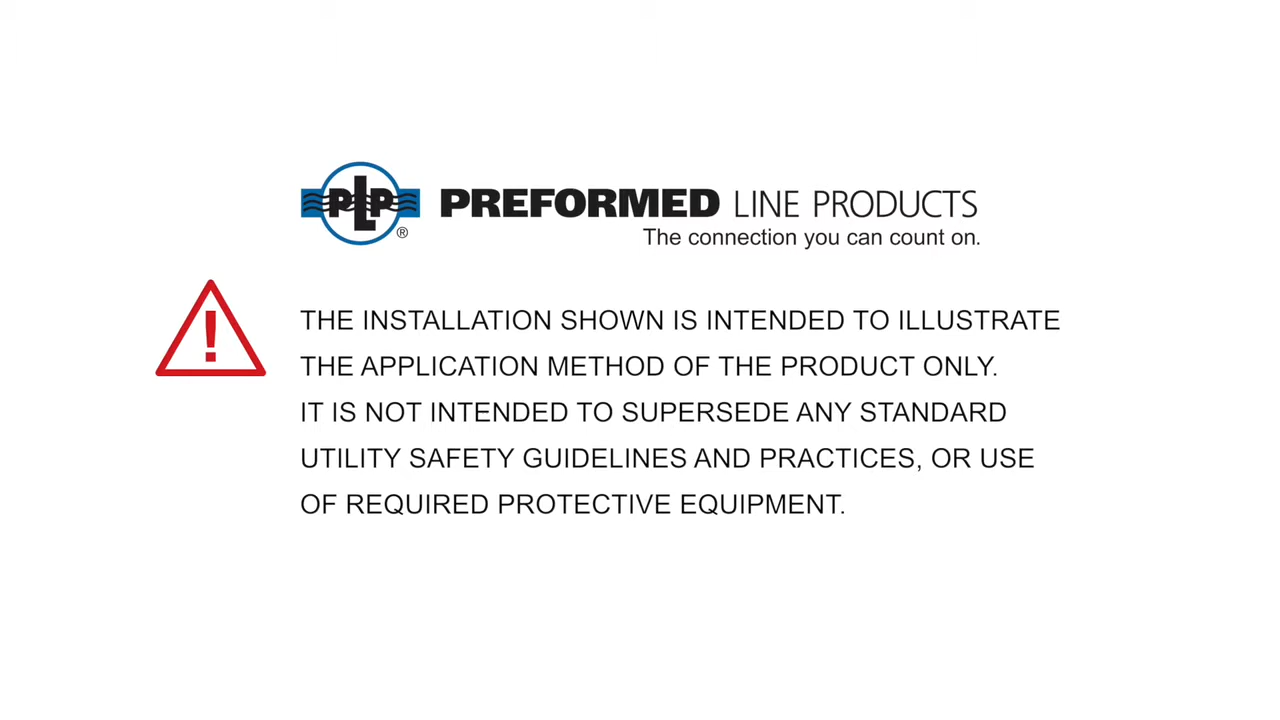 PLP®
PREFORMED LINE PRODUCTS
The connection you can count on.
!
THE INSTALLATION SHOWN IS INTENDED TO ILLUSTRATE
THE APPLICATION METHOD OF THE PRODUCT ONLY.
IT IS NOT INTENDED TO SUPERSEDE ANY STANDARD
UTILITY SAFETY GUIDELINES AND PRACTICES, OR USE
OF REQUIRED PROTECTIVE EQUIPMENT.